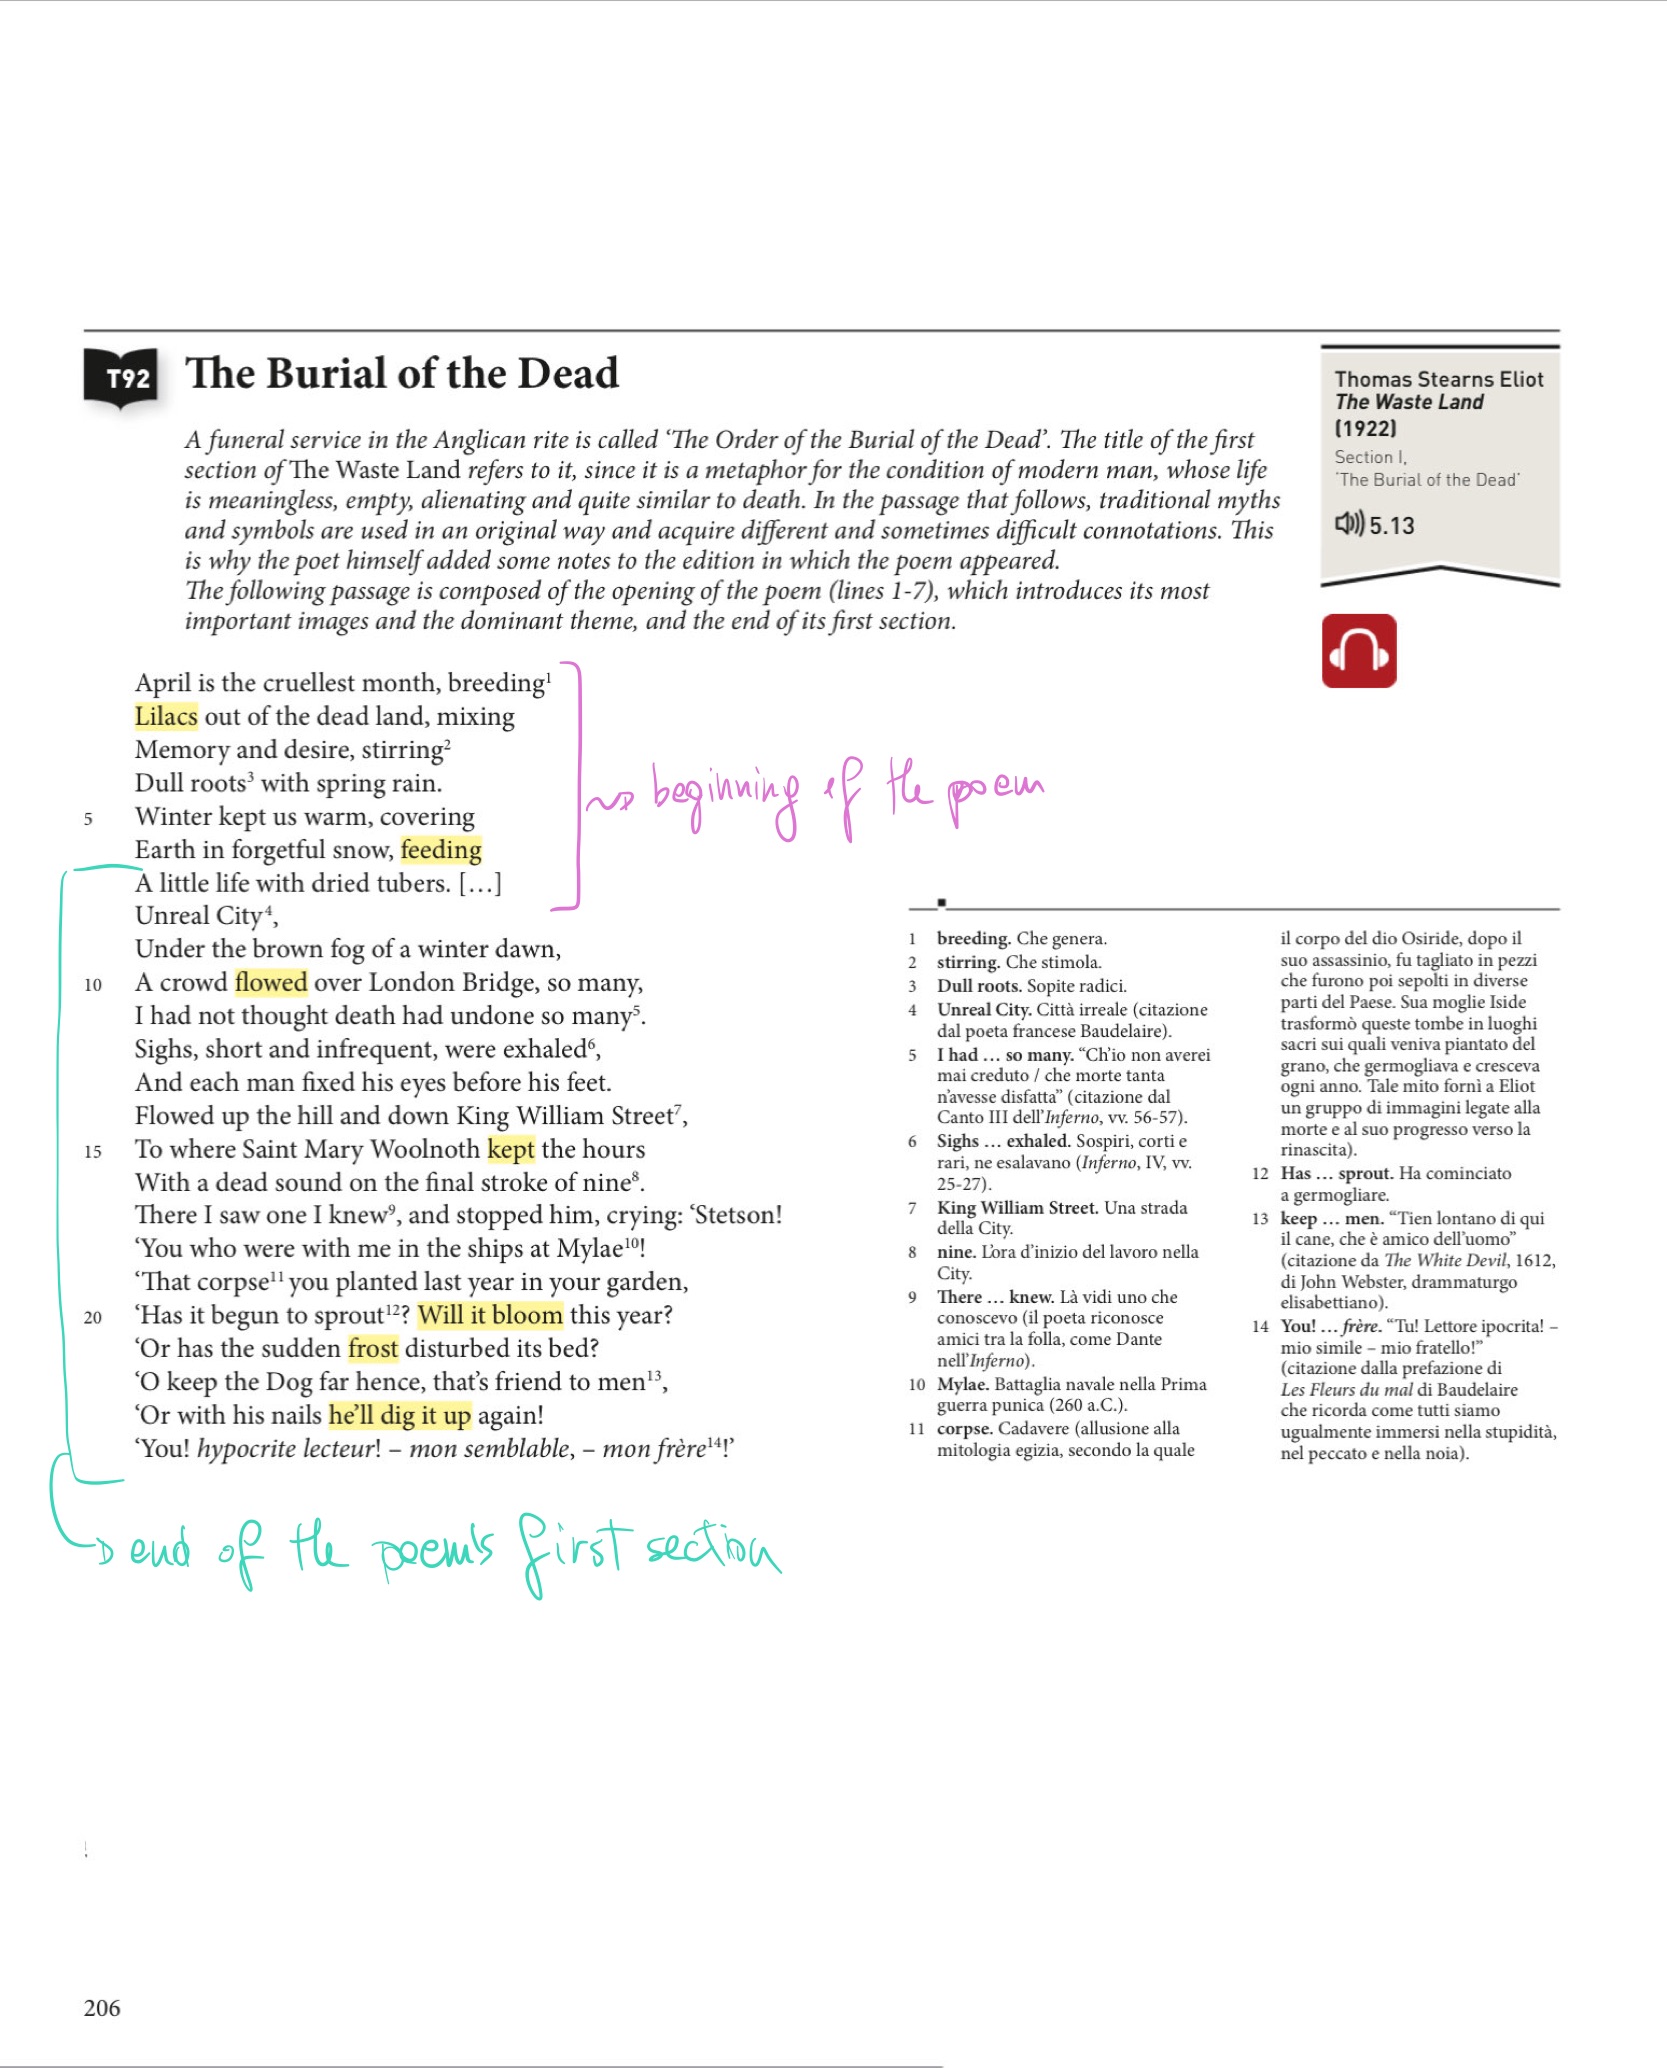 T92
The Burial of the Dead
A funeral service in the Anglican rite is called ‘The Order of the Burial of the Dead’. The title of the first
section of The Waste Land refers to it, since it is a metaphor for the condition of modern man, whose life
is meaningless, empty, alienating and quite similar to death. In the passage that follows, traditional myths
and symbols are used in an original way and acquire different and sometimes difficult connotations. This
is why the poet himself added some notes to the edition in which the poem appeared.
The following passage is composed of the opening of the poem (lines 1-7), which introduces its most
important images and the dominant theme, and the end of its first section.
Thomas Stearns Eliot
The Waste Land
(1922)
Section I,
‘The Burial of the Dead’
5.13
April is the cruellest month, breeding¹
Lilacs out of the dead land, mixing
Memory and desire, stirring²
Dull roots³ with spring rain.
5 Winter kept us warm, covering
Earth in forgetful snow, feeding
A little life with dried tubers. […]
Unreal City⁴,
Under the brown fog of a winter dawn,
10 A crowd flowed over London Bridge, so many,
I had not thought death had undone so many⁵.
Sighs, short and infrequent, were exhaled⁶,
And each man fixed his eyes before his feet.
Flowed up the hill and down King William Street⁷,
15 To where Saint Mary Woolnoth kept the hours
With a dead sound on the final stroke of nine⁸.
There I saw one I knew⁹, and stopped him, crying: ‘Stetson!
‘You who were with me in the ships at Mylae¹⁰!
‘That corpse¹¹ you planted last year in your garden,
20 ‘Has it begun to sprout¹²? Will it bloom this year?
‘Or has the sudden frost disturbed its bed?
‘O keep the Dog far hence, that’s friend to men¹³,
‘Or with his nails he’ll dig it up again!
‘You! hypocrite lecteur! – mon semblable, – mon frère¹⁴!’
beginning of the poem
end of the poem's first section
1 breeding. Che genera.
2 stirring. Che stimola.
3 Dull roots. Sopite radici.
4 Unreal City. Città irreale (citazione
dal poeta francese Baudelaire).
5 I had … so many. “Ch’io non averei
mai creduto / che morte tanta
n’avesse disfatta” (citazione dal
Canto III dell’Inferno, vv. 56-57).
6 Sighs … exhaled. Sospiri, corti e
rari, ne esalavano (Inferno, IV, vv.
25-27).
7 King William Street. Una strada
della City.
8 nine. L’ora d’inizio del lavoro nella
City.
9 There … knew. Là vidi uno che
conoscevo (il poeta riconosce
amici tra la folla, come Dante
nell’Inferno).
10 Mylae. Battaglia navale nella Prima
guerra punica (260 a.C.).
11 corpse. Cadavere (allusione alla
mitologia egizia, secondo la quale
il corpo del dio Osiride, dopo il
suo assassinio, fu tagliato in pezzi
che furono poi sepolti in diverse
parti del Paese. Sua moglie Iside
trasformò queste tombe in luoghi
sacri sui quali veniva piantato del
grano, che germogliava e cresceva
ogni anno. Tale mito fornì a Eliot
un gruppo di immagini legate alla
morte e al suo progresso verso la
rinascita).
12 Has … sprout. Ha cominciato
a germogliare.
13 keep … men. “Tien lontano di qui
il cane, che è amico dell’uomo”
(citazione da The White Devil, 1612,
di John Webster, drammaturgo
elisabettiano).
14 You! … frère. “Tu! Lettore ipocrita! –
mio simile – mio fratello!”
(citazione dalla prefazione di
Les Fleurs du mal di Baudelaire
che ricorda come tutti siamo
ugualmente immersi nella stupidità,
nel peccato e nella noia).
206